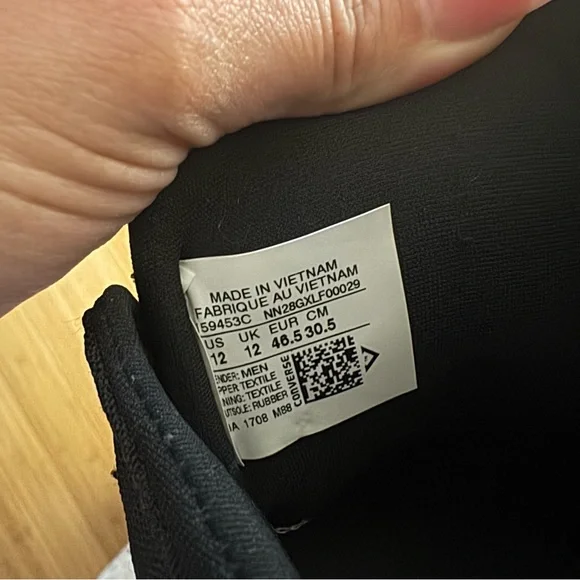 MADE IN VIETNAM
FABRIQUE AU VIETNAM
59453C NN28GXLF00029
US UK EUR CM
12 12 46.5 30.5
NDER: MEN
PPER: TEXTILE
NING: TEXTILE
UTSOLE: RUBBER
IA 1708 M88
CONVERSE